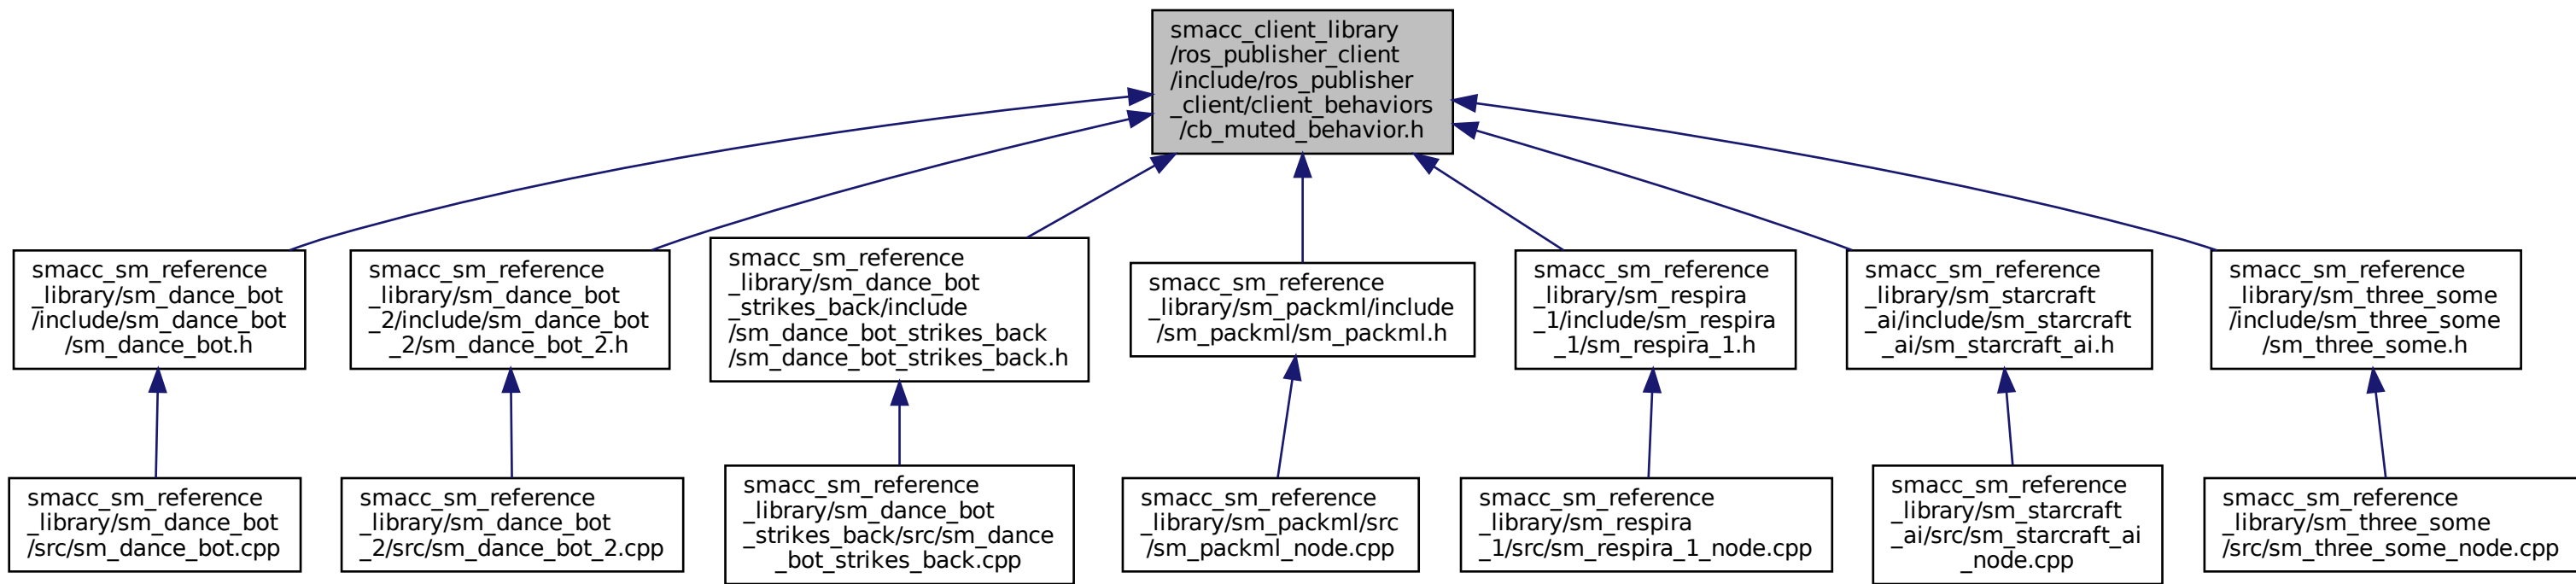 smacc_client_library
/ros_publisher_client
/include/ros_publisher
_client/client_behaviors
/cb_muted_behavior.h
smacc_sm_reference
_library/sm_dance_bot
/include/sm_dance_bot
/sm_dance_bot.h
smacc_sm_reference
_library/sm_dance_bot
_2/include/sm_dance_bot
_2/sm_dance_bot_2.h
smacc_sm_reference
_library/sm_dance_bot
_strikes_back/include
/sm_dance_bot_strikes_back
/sm_dance_bot_strikes_back.h
smacc_sm_reference
_library/sm_packml/include
/sm_packml/sm_packml.h
smacc_sm_reference
_library/sm_respira
_1/include/sm_respira
_1/sm_respira_1.h
smacc_sm_reference
_library/sm_starcraft
_ai/include/sm_starcraft
_ai/sm_starcraft_ai.h
smacc_sm_reference
_library/sm_three_some
/include/sm_three_some
/sm_three_some.h
smacc_sm_reference
_library/sm_dance_bot
/src/sm_dance_bot.cpp
smacc_sm_reference
_library/sm_dance_bot
_2/src/sm_dance_bot_2.cpp
smacc_sm_reference
_library/sm_dance_bot
_strikes_back/src/sm_dance
_bot_strikes_back.cpp
smacc_sm_reference
_library/sm_packml/src
/sm_packml_node.cpp
smacc_sm_reference
_library/sm_respira
_1/src/sm_respira_1_node.cpp
smacc_sm_reference
_library/sm_starcraft
_ai/src/sm_starcraft_ai
_node.cpp
smacc_sm_reference
_library/sm_three_some
/src/sm_three_some_node.cpp